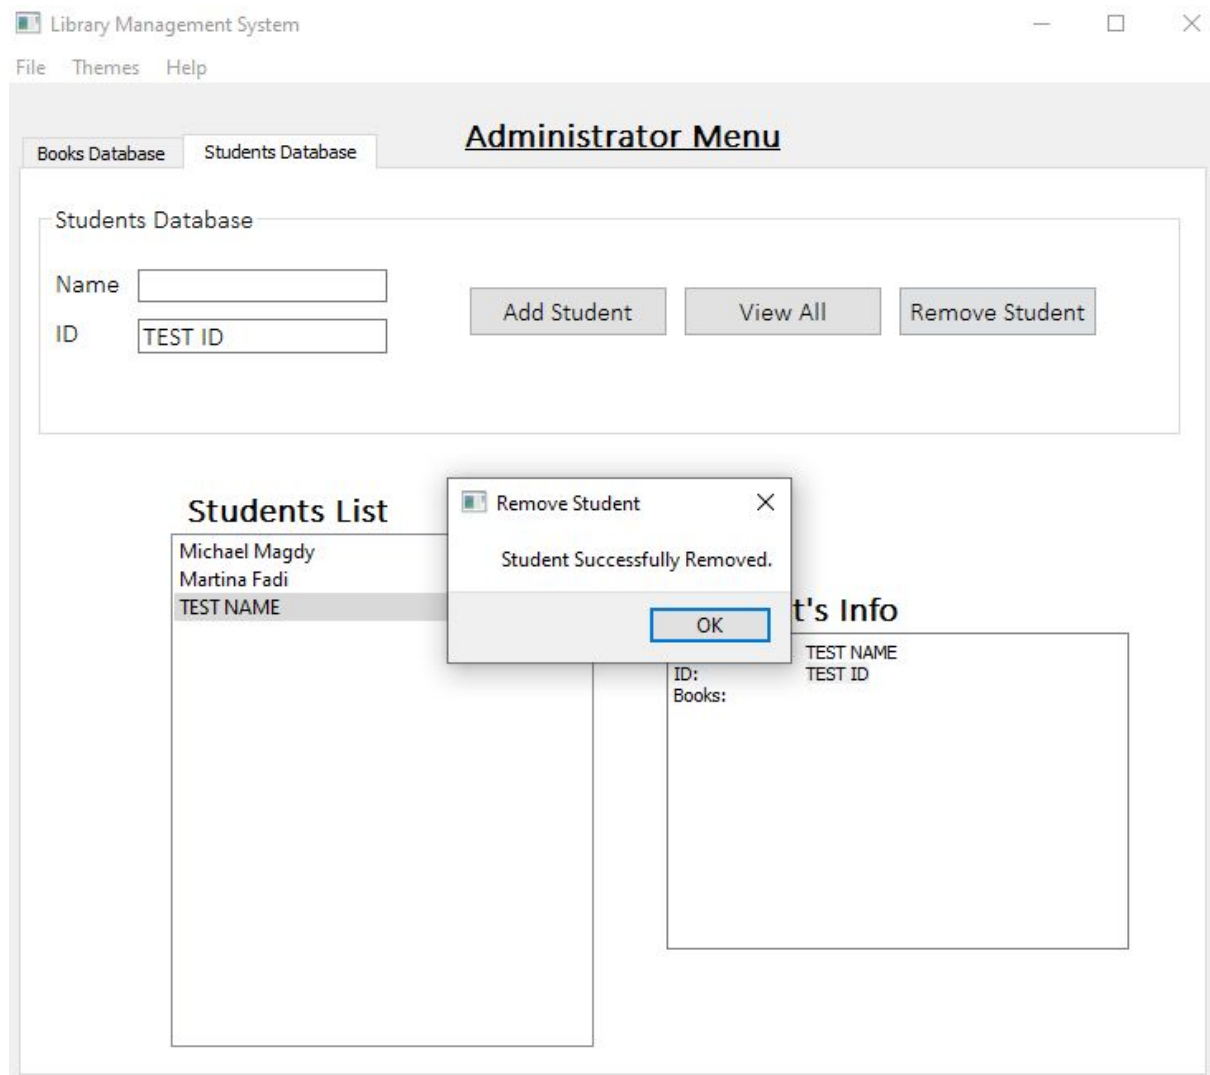 Library Management System
File Themes Help
Administrator Menu
Books Database Students Database
Students Database
Name
ID TEST ID
Add Student View All Remove Student
Students List
Michael Magdy
Martina Fadi
TEST NAME
Remove Student
Student Successfully Removed.
OK
t's Info
TEST NAME
ID: TEST ID
Books: